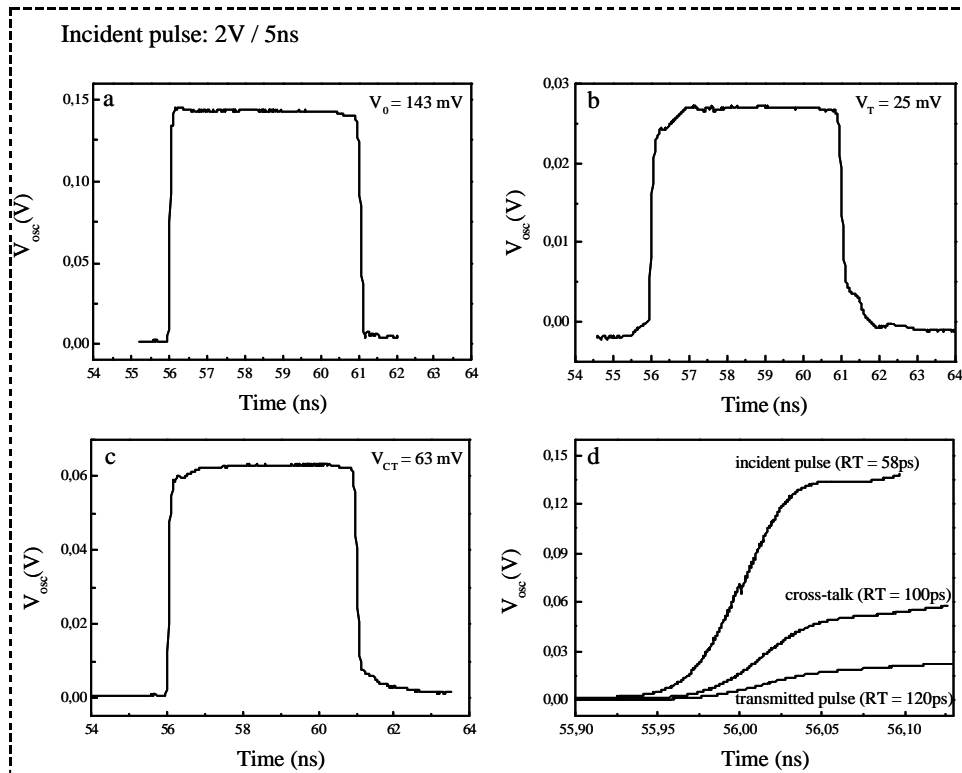 Incident pulse: 2V / 5ns
a
V0 = 143 mV
0,15
0,10
0,05
0,00
Vosc(V)
54 55 56 57 58 59 60 61 62 63 64
Time (ns)
b
VT = 25 mV
0,03
0,02
0,01
0,00
Vosc(V)
54 55 56 57 58 59 60 61 62 63 64
Time (ns)
c
VCT = 63 mV
0,06
0,04
0,02
0,00
Vosc(V)
54 56 58 60 62 64
Time (ns)
d
incident pulse (RT = 58ps)
cross-talk (RT = 100ps)
transmitted pulse (RT = 120ps)
0,15
0,12
0,09
0,06
0,03
0,00
Vosc(V)
55,90 55,95 56,00 56,05 56,10
Time (ns)